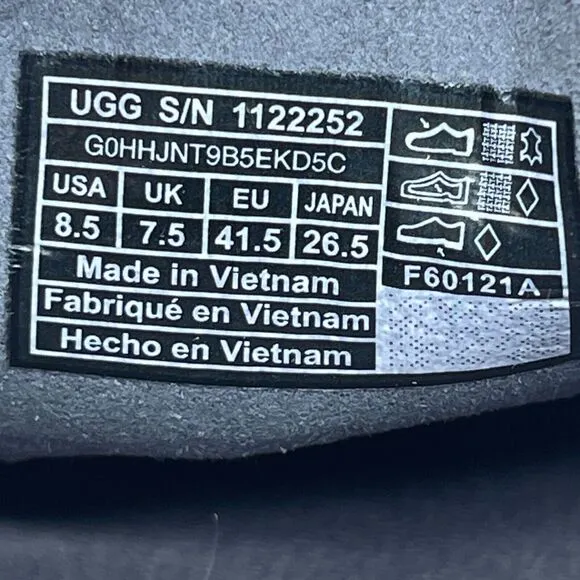 UGG S/N 1122252
G0HHJNT9B5EKD5C
USA UK EU JAPAN
8.5 7.5 41.5 26.5
Made in Vietnam
Fabriqué en Vietnam
Hecho en Vietnam
F60121A